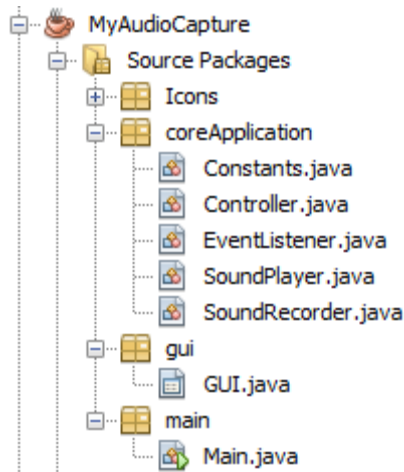 MyAudioCapture
Source Packages
Icons
coreApplication
Constants.java
Controller.java
EventListener.java
SoundPlayer.java
SoundRecorder.java
gui
GUI.java
main
Main.java